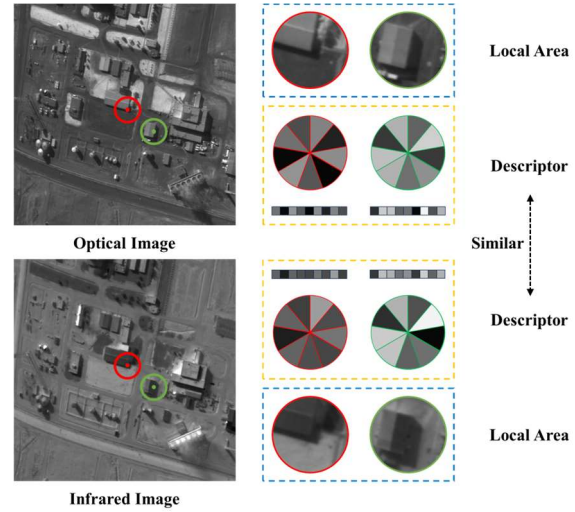 Local Area
Descriptor
Optical Image
Similar
Descriptor
Local Area
Infrared Image